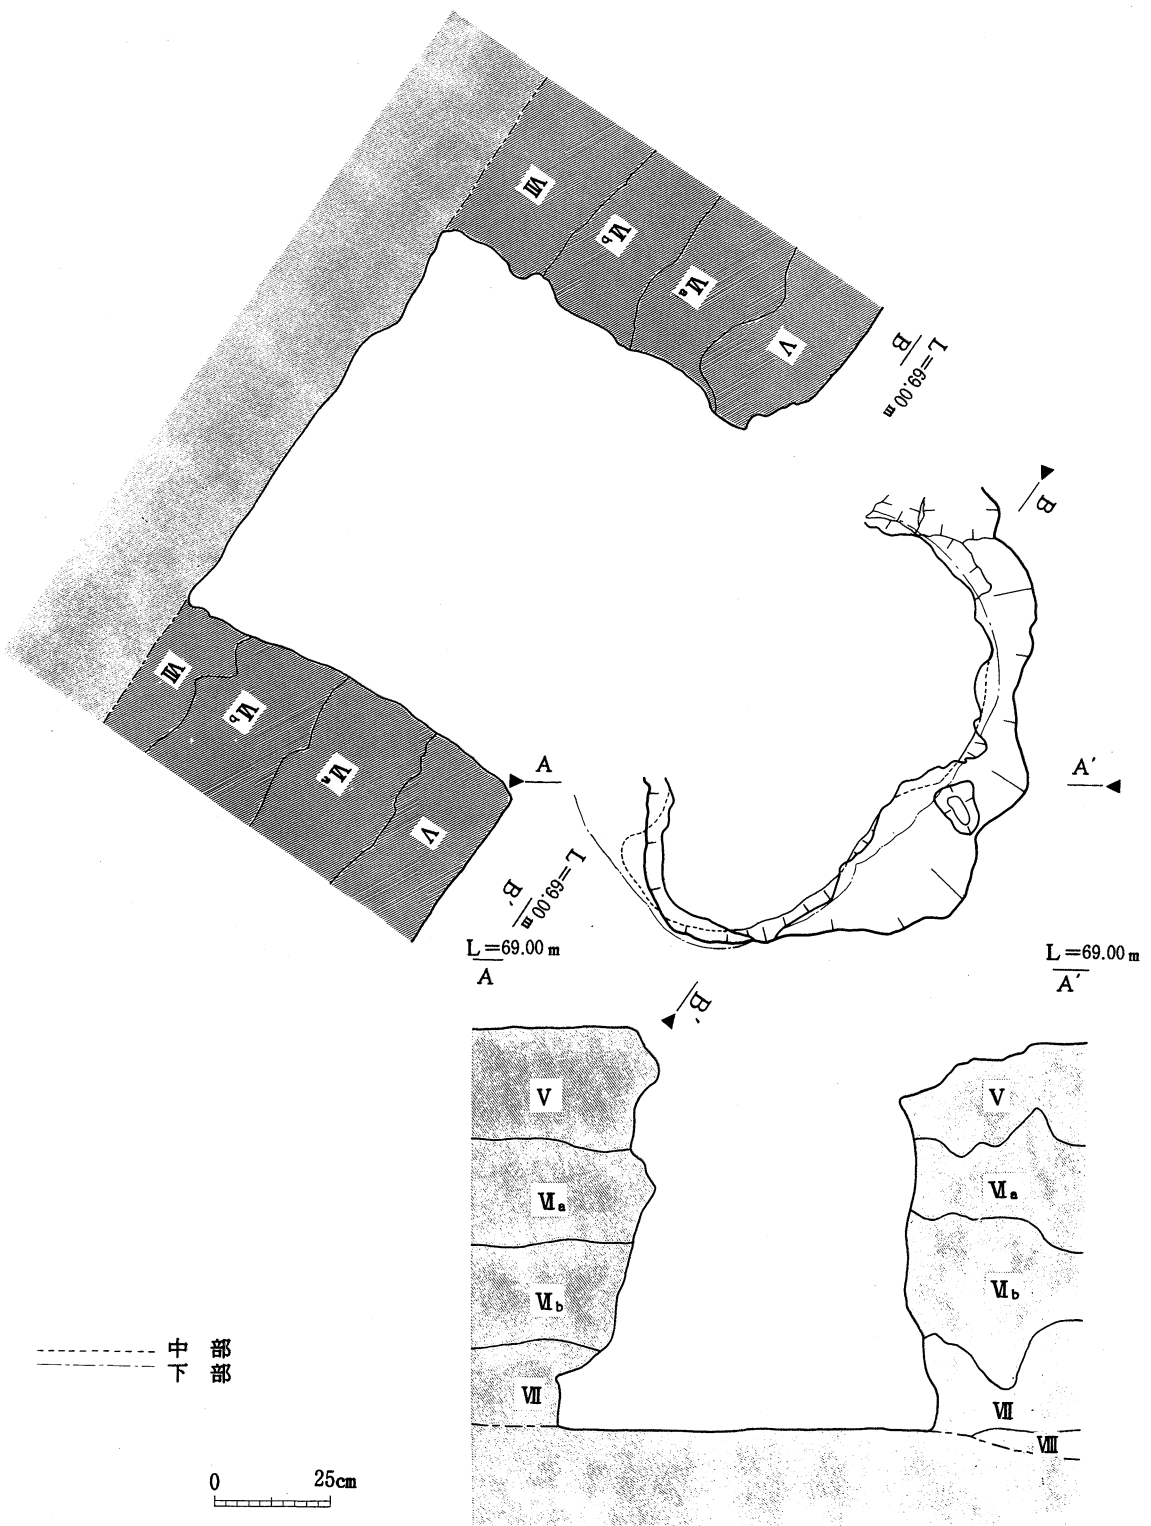 Ⅶ
Ⅵb
Ⅵa
Ⅴ
L=69.00m
B
B
Ⅶ
Ⅵb
Ⅵa
Ⅴ
A
A′
L=69.00m
B′
L=69.00m
A
L=69.00m
A′
B′
Ⅴ
Ⅵa
Ⅵb
Ⅶ
Ⅴ
Ⅵa
Ⅵb
Ⅶ
Ⅷ
中 部
下 部
0 25cm